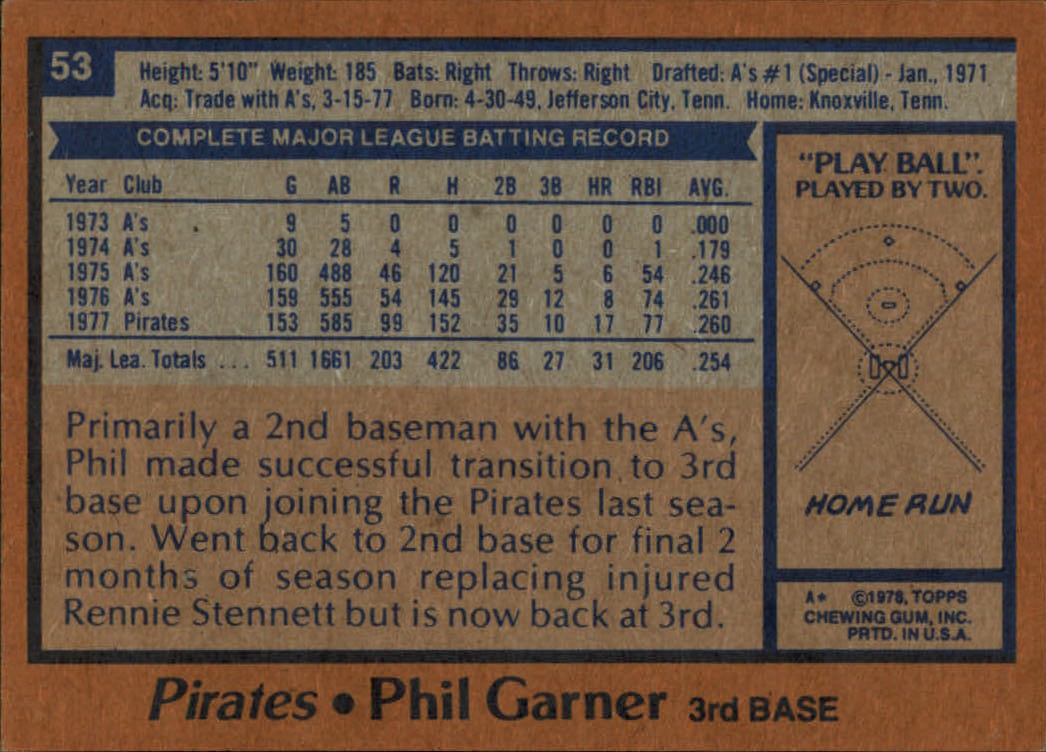 53
Height: 5'10" Weight: 185 Bats: Right Throws: Right Drafted: A's #1 (Special) - Jan., 1971
Acq: Trade with A's, 3-15-77 Born: 4-30-49, Jefferson City, Tenn. Home: Knoxville, Tenn.
COMPLETE MAJOR LEAGUE BATTING RECORD
Year Club G AB R H 2B 3B HR RBI AVG.
1973 A's 9 5 0 0 0 0 0 0 .000
1974 A's 30 28 4 5 1 0 0 1 .179
1975 A's 160 488 46 120 21 5 6 54 .246
1976 A's 159 555 54 145 29 12 8 74 .261
1977 Pirates 153 585 99 152 35 10 17 77 .260
Maj. Lea. Totals ... 511 1661 203 422 86 27 31 206 .254
Primarily a 2nd baseman with the A's,
Phil made successful transition to 3rd
base upon joining the Pirates last sea-
son. Went back to 2nd base for final 2
months of season replacing injured
Rennie Stennett but is now back at 3rd.
"PLAY BALL".
PLAYED BY TWO.
HOME RUN
A* ©1978, TOPPS
CHEWING GUM, INC.
PRTD. IN U.S.A.
Pirates • Phil Garner 3rd BASE